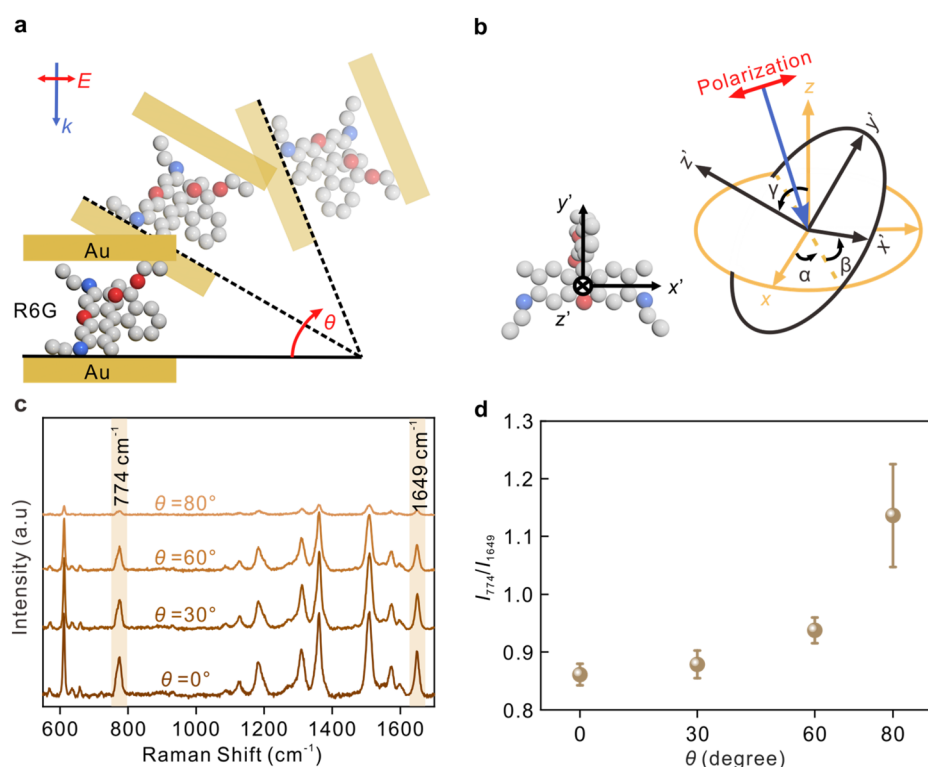 a
E
k
Au
R6G
θ
Au
b
Polarization
z
y'
z'
γ
x'
α
β
x
y'
x'
z'
c
774 cm⁻¹
1649 cm⁻¹
θ=80°
θ=60°
θ=30°
θ=0°
Intensity (a.u)
600 800 1000 1200 1400 1600
Raman Shift (cm⁻¹)
d
1.3
1.2
1.1
1.0
0.9
0.8
I₇₇₄/I₁₆₄₉
0 30 60 80
θ (degree)